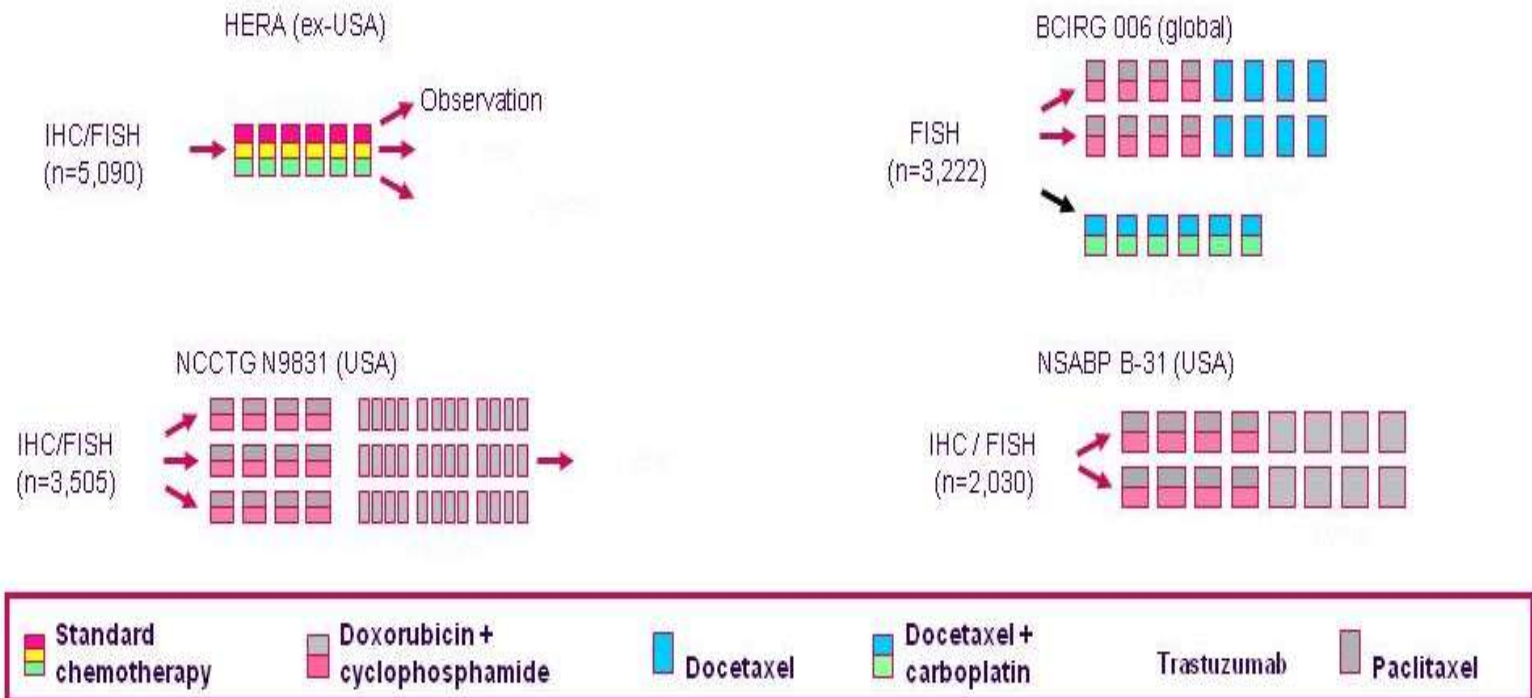 HERA (ex-USA)
IHC/FISH
(n=5,090)
Observation
BCIRG 006 (global)
FISH
(n=3,222)
NCCTG N9831 (USA)
IHC/FISH
(n=3,505)
NSABP B-31 (USA)
IHC / FISH
(n=2,030)
Standard
chemotherapy
Doxorubicin +
cyclophosphamide
Docetaxel
Docetaxel +
carboplatin
Trastuzumab
Paclitaxel